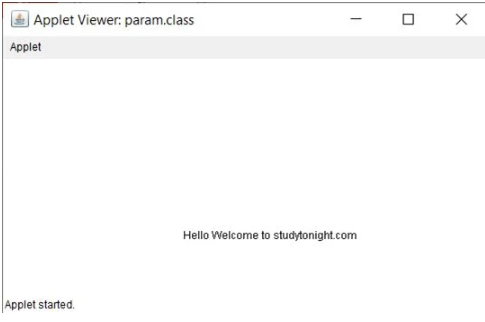 Applet Viewer: param.class
Applet
Hello Welcome to studytonight.com
Applet started.